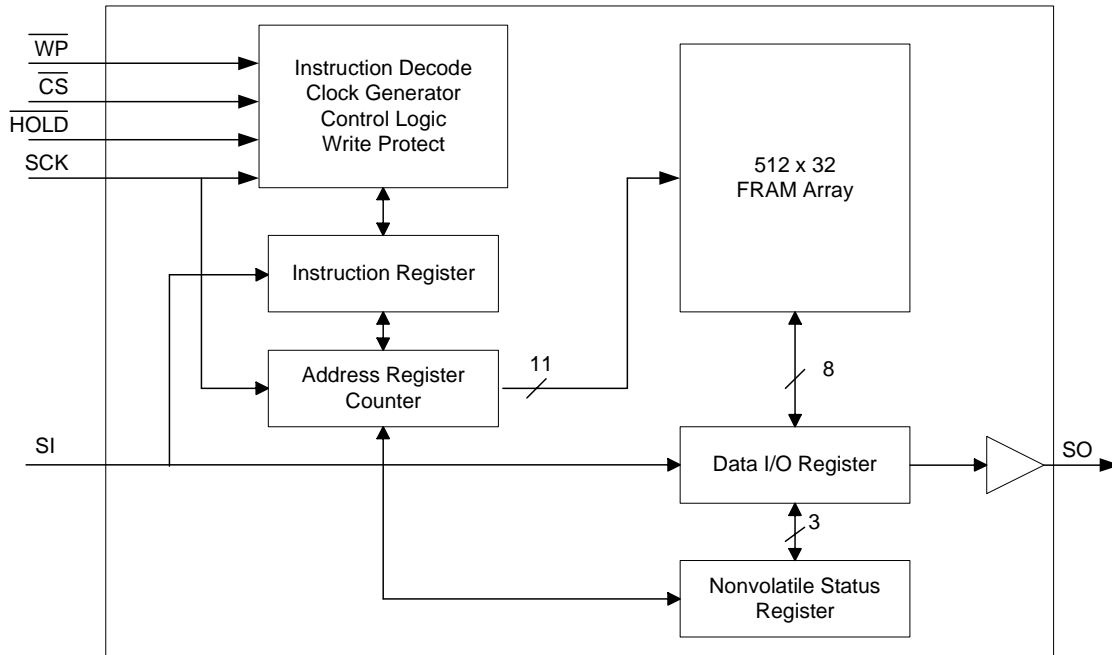 WP
CS
HOLD
SCK
Instruction Decode
Clock Generator
Control Logic
Write Protect
512 x 32
FRAM Array
Instruction Register
Address Register
Counter
11
8
SI
Data I/O Register
SO
3
Nonvolatile Status
Register